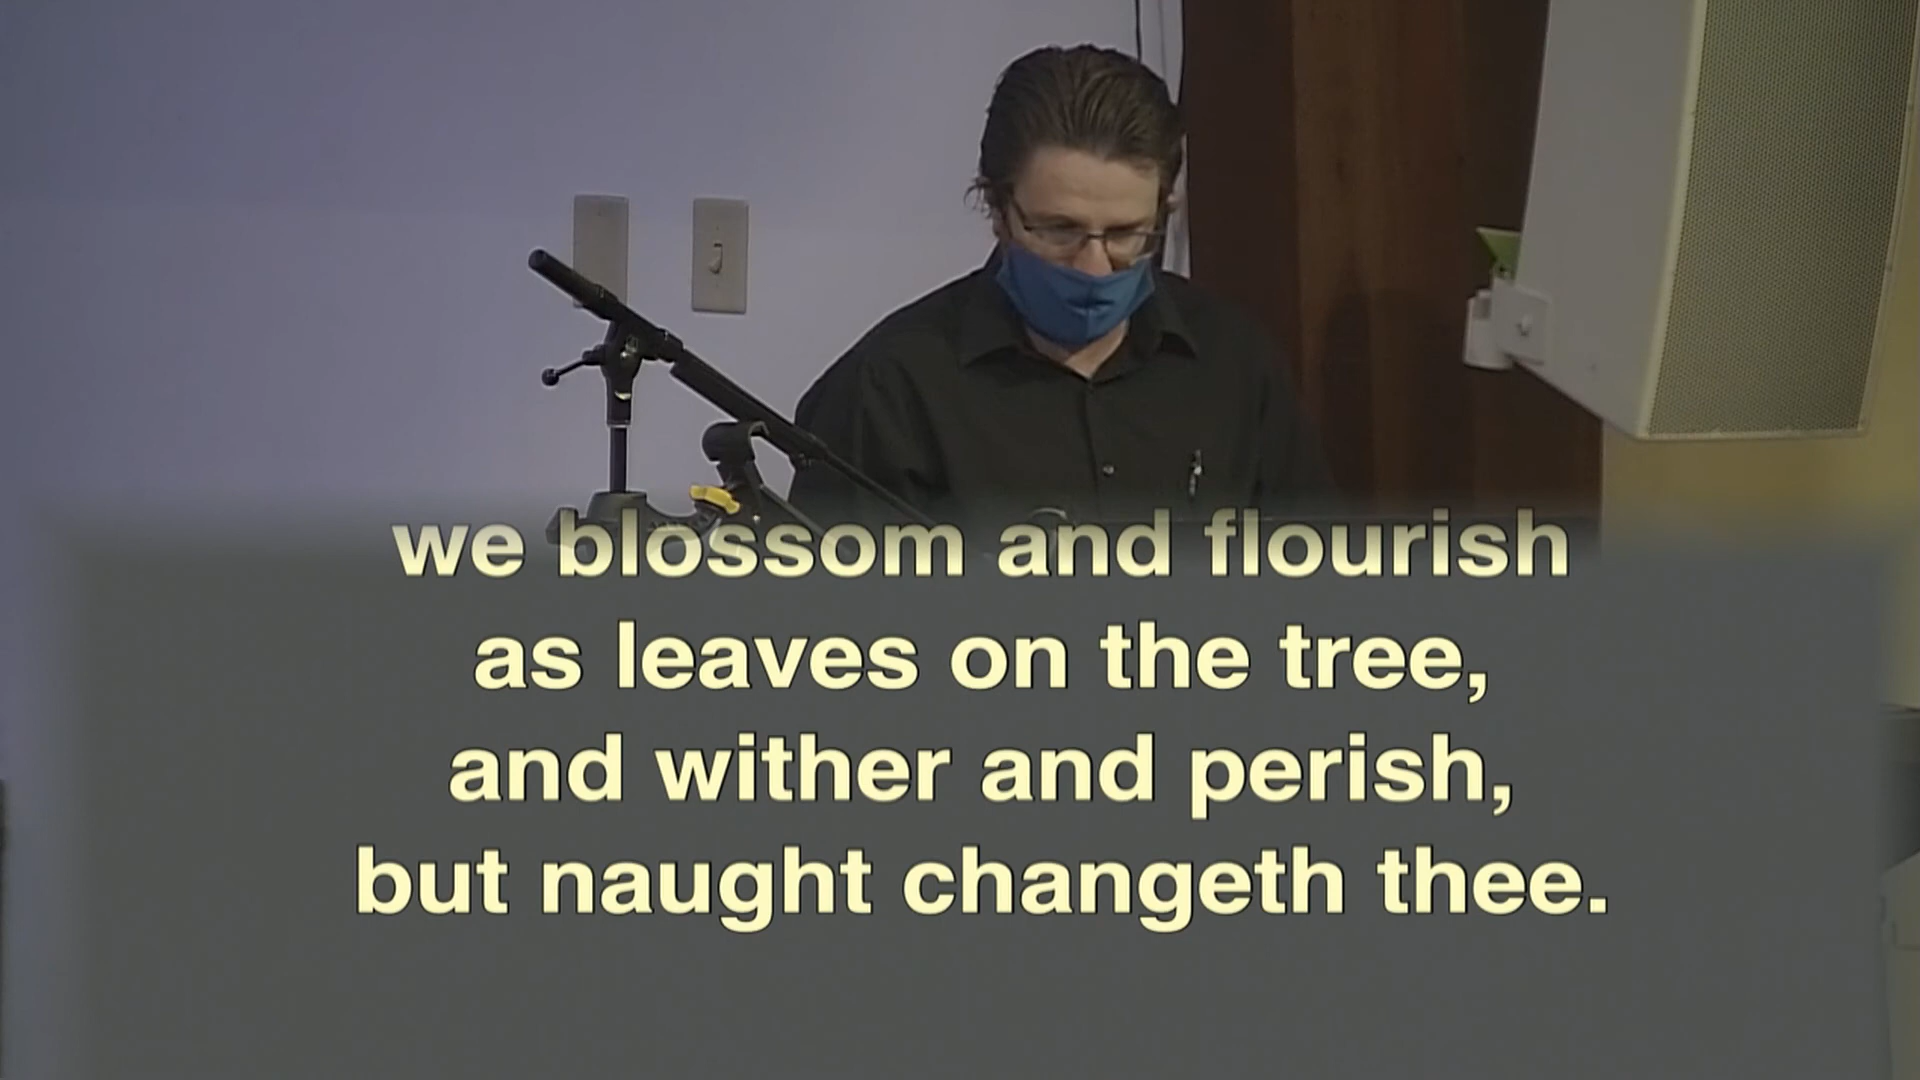 we blossom and flourish
as leaves on the tree,
and wither and perish,
but naught changeth thee.